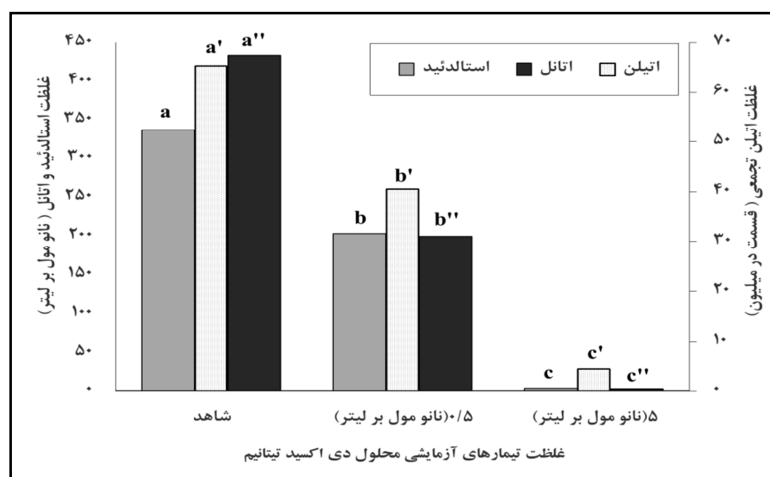 استالدئید اتانل اتیلن
غلظت استالدئید و اتانل ( نانو مول بر لیتر)
۴۵۰
۴۰۰
۳۵۰
۳۰۰
۲۵۰
۲۰۰
۱۵۰
۱۰۰
۵۰
۰
غلظت اتیلن تجمعی ( قسمت در میلیون)
۷۰
۶۰
۵۰
۴۰
۳۰
۲۰
۱۰
۰
a a' a''
b b' b''
c c' c''
شاهد
۰/۵(نانو مول بر لیتر)
۵(نانو مول بر لیتر)
غلظت تیمارهای آزمایشی محلول دی اکسید تیتانیم